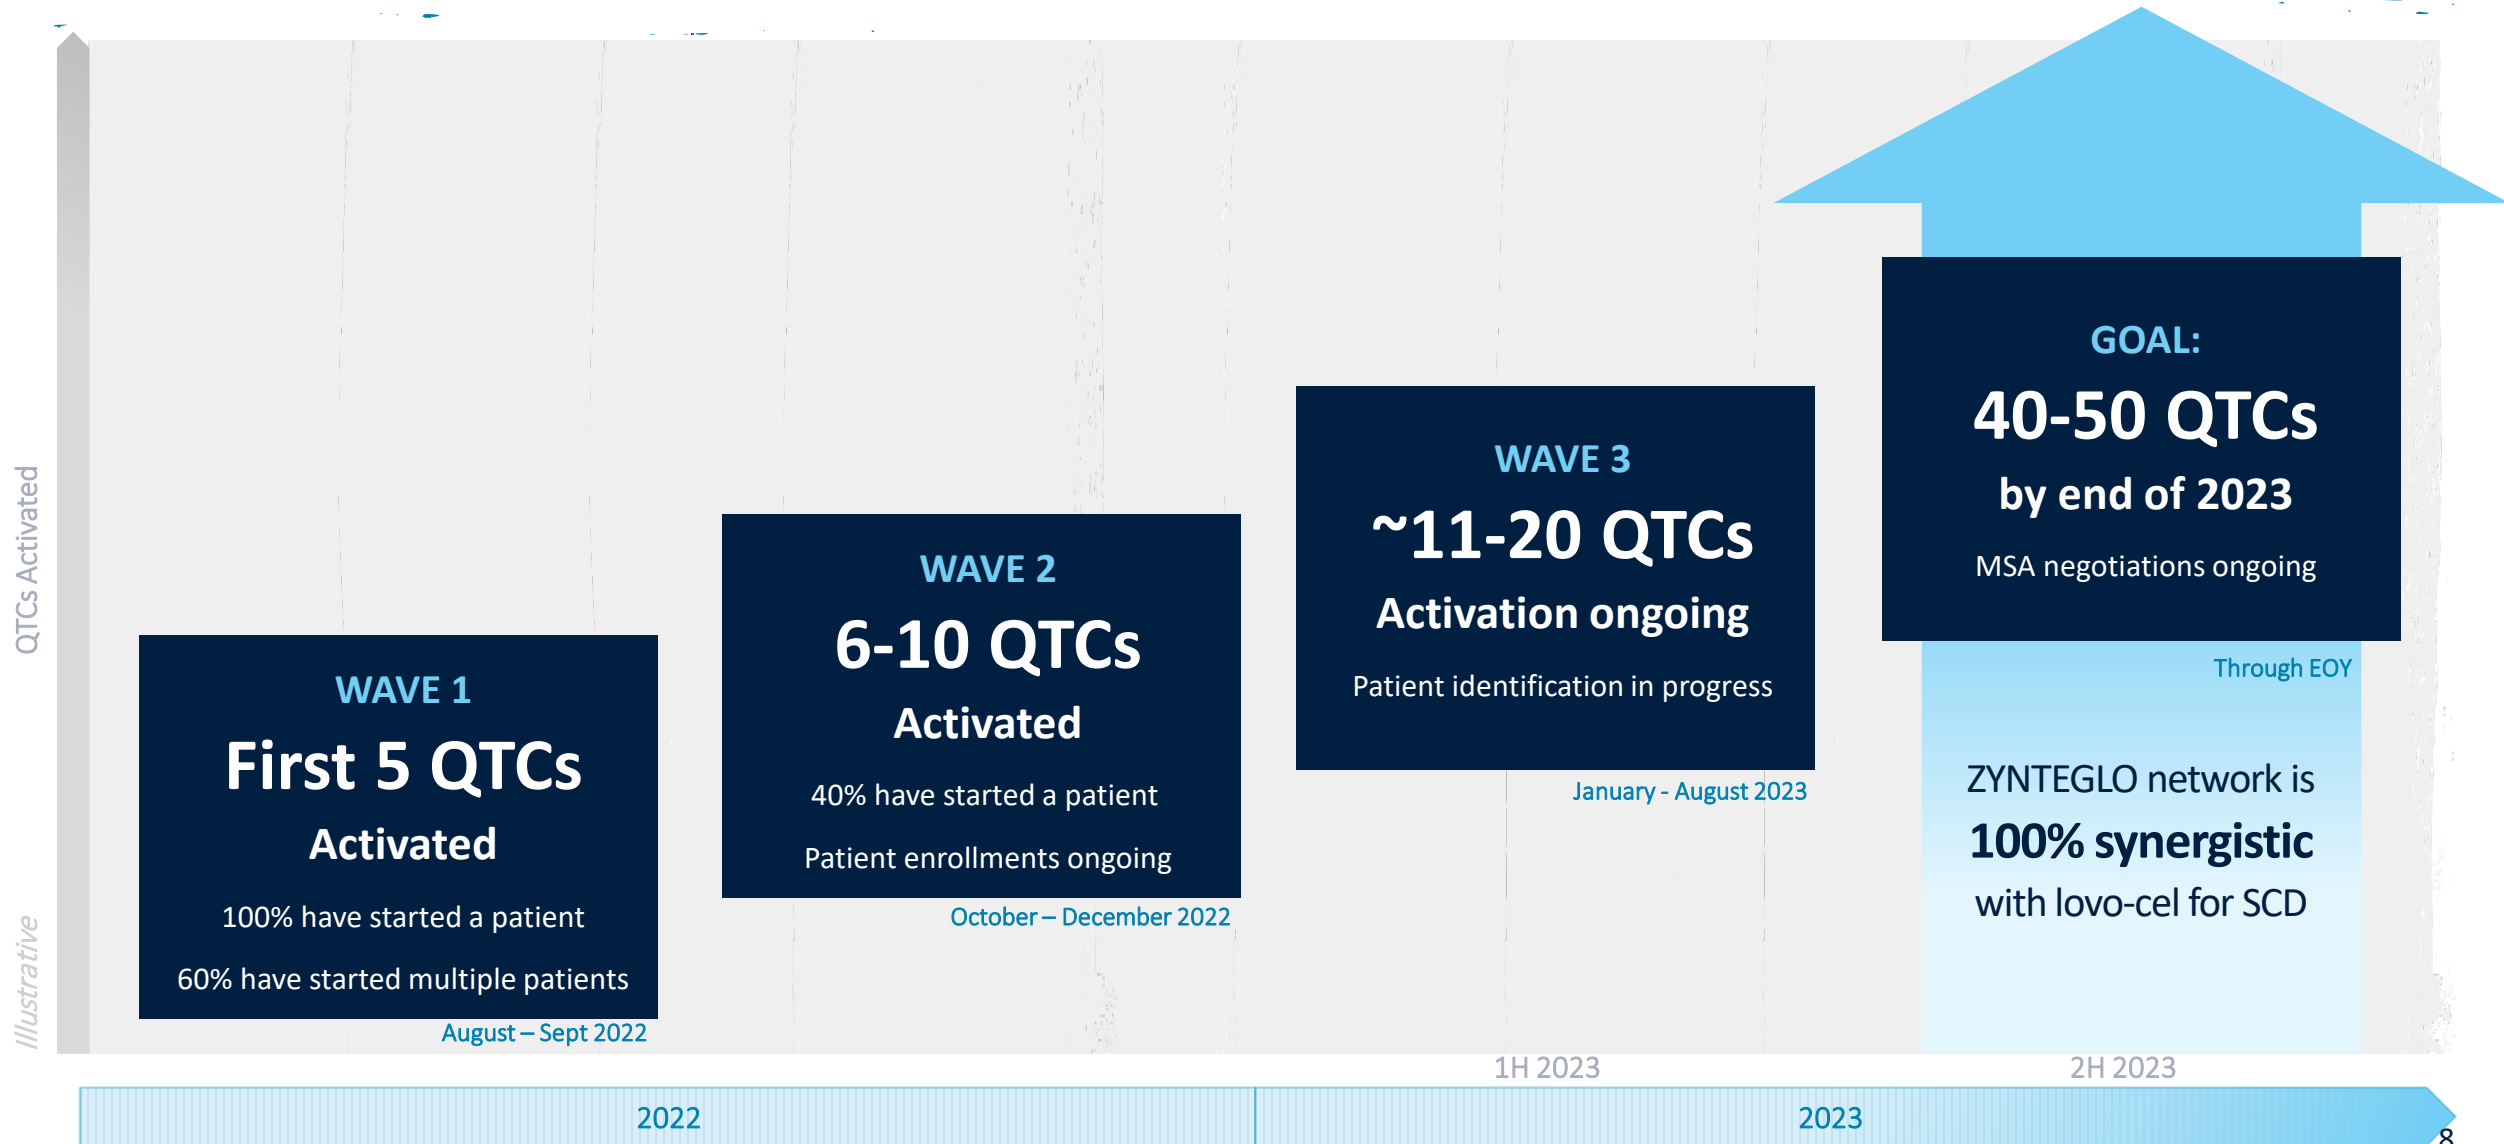 QTCs Activated
Illustrative
WAVE 1
First 5 QTCs
Activated
100% have started a patient
60% have started multiple patients
August – Sept 2022
WAVE 2
6-10 QTCs
Activated
40% have started a patient
Patient enrollments ongoing
October – December 2022
WAVE 3
~11-20 QTCs
Activation ongoing
Patient identification in progress
January - August 2023
GOAL:
40-50 QTCs
by end of 2023
MSA negotiations ongoing
Through EOY
ZYNTEGLO network is
100% synergistic
with lovo-cel for SCD
1H 2023
2H 2023
2022
2023
8